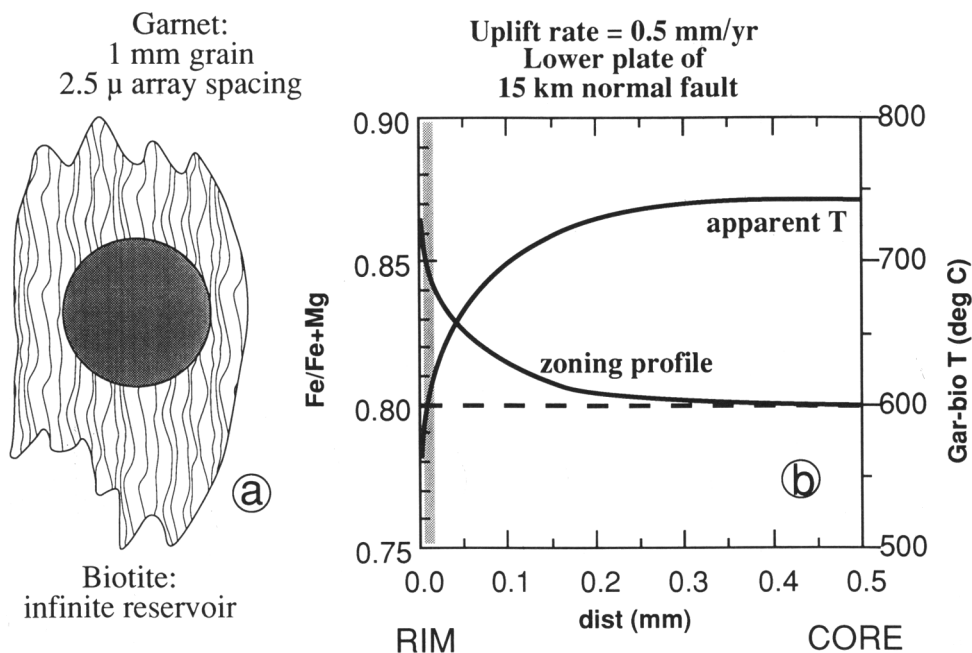 Garnet:
1 mm grain
2.5 μ array spacing
a
Biotite:
infinite reservoir
Uplift rate = 0.5 mm/yr
Lower plate of
15 km normal fault
0.90
0.85
0.80
0.75
Fe/Fe+Mg
800
700
600
500
Gar-bio T (deg C)
apparent T
zoning profile
b
0.0 0.1 0.2 0.3 0.4 0.5
dist (mm)
RIM CORE